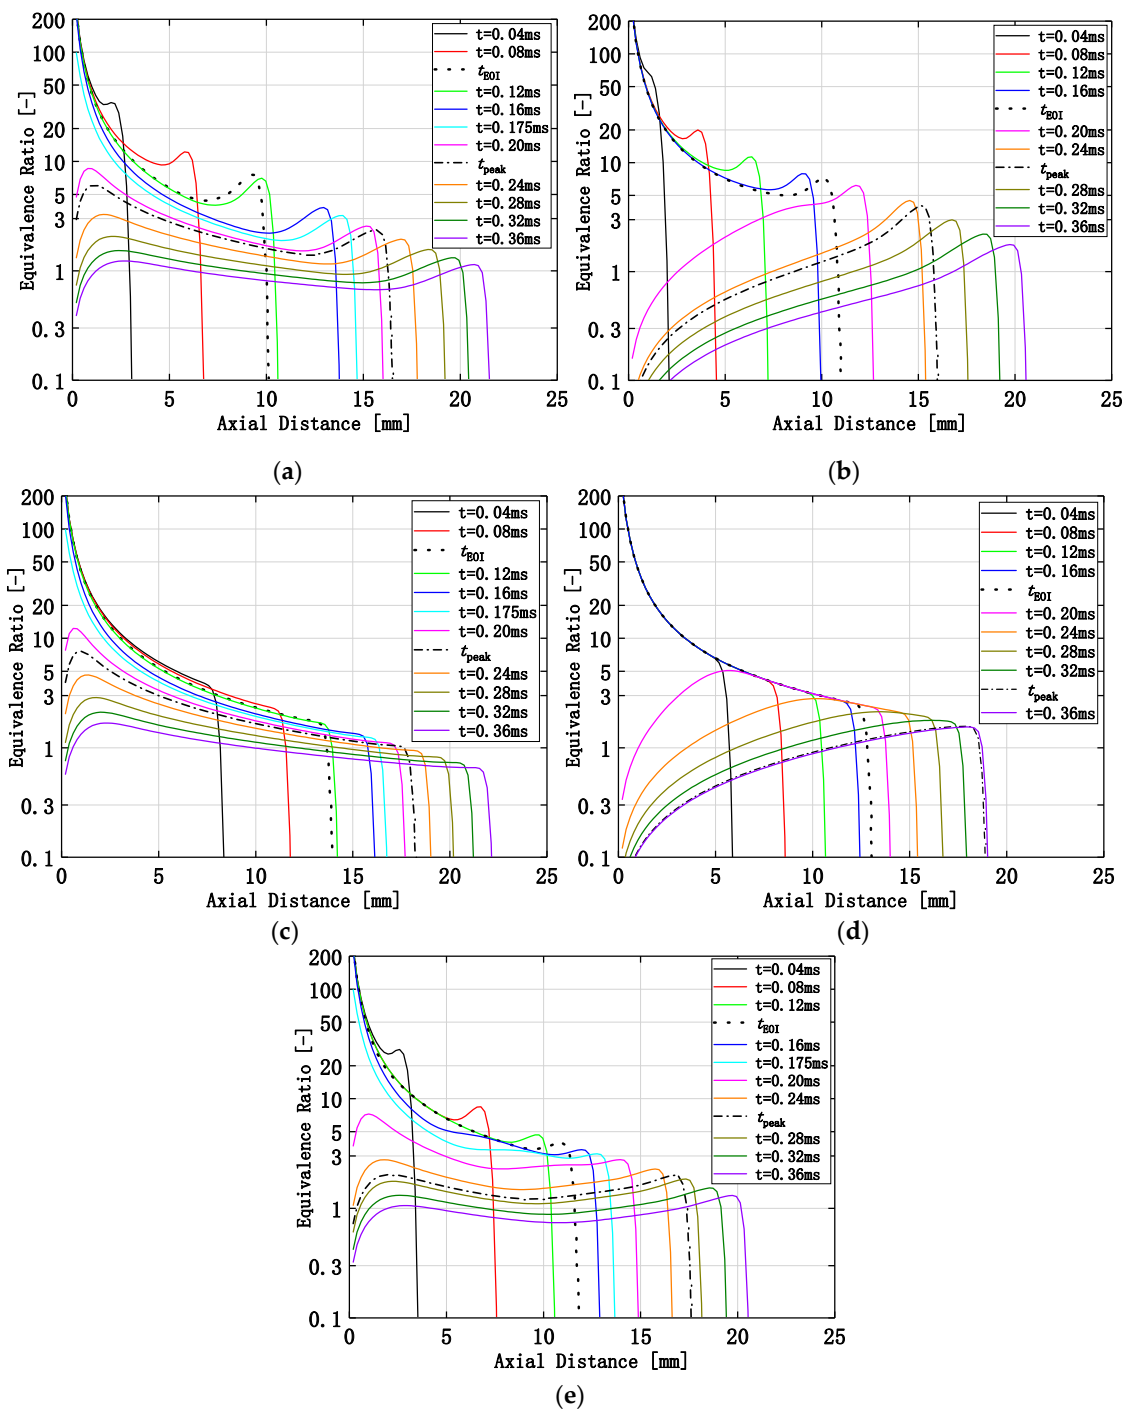 200
100
50
20
10
5
3
1
0.3
0.1
Equivalence Ratio [-]
t=0.04ms
t=0.08ms
tEOI
t=0.12ms
t=0.16ms
t=0.175ms
t=0.20ms
tpeak
t=0.24ms
t=0.28ms
t=0.32ms
t=0.36ms
0 5 10 15 20 25
Axial Distance [mm]
(a)
200
100
50
20
10
5
3
1
0.3
0.1
Equivalence Ratio [-]
t=0.04ms
t=0.08ms
t=0.12ms
t=0.16ms
tEOI
t=0.20ms
t=0.24ms
tpeak
t=0.28ms
t=0.32ms
t=0.36ms
0 5 10 15 20 25
Axial Distance [mm]
(b)
200
100
50
20
10
5
3
1
0.3
0.1
Equivalence Ratio [-]
t=0.04ms
t=0.08ms
tEOI
t=0.12ms
t=0.16ms
t=0.175ms
t=0.20ms
tpeak
t=0.24ms
t=0.28ms
t=0.32ms
t=0.36ms
0 5 10 15 20 25
Axial Distance [mm]
(c)
200
100
50
20
10
5
3
1
0.3
0.1
Equivalence Ratio [-]
t=0.04ms
t=0.08ms
t=0.12ms
t=0.16ms
tEOI
t=0.20ms
t=0.24ms
t=0.28ms
t=0.32ms
tpeak
t=0.36ms
0 5 10 15 20 25
Axial Distance [mm]
(d)
200
100
50
20
10
5
3
1
0.3
0.1
Equivalence Ratio [-]
t=0.04ms
t=0.08ms
t=0.12ms
tEOI
t=0.16ms
t=0.175ms
t=0.20ms
t=0.24ms
tpeak
t=0.28ms
t=0.32ms
t=0.36ms
0 5 10 15 20 25
Axial Distance [mm]
(e)